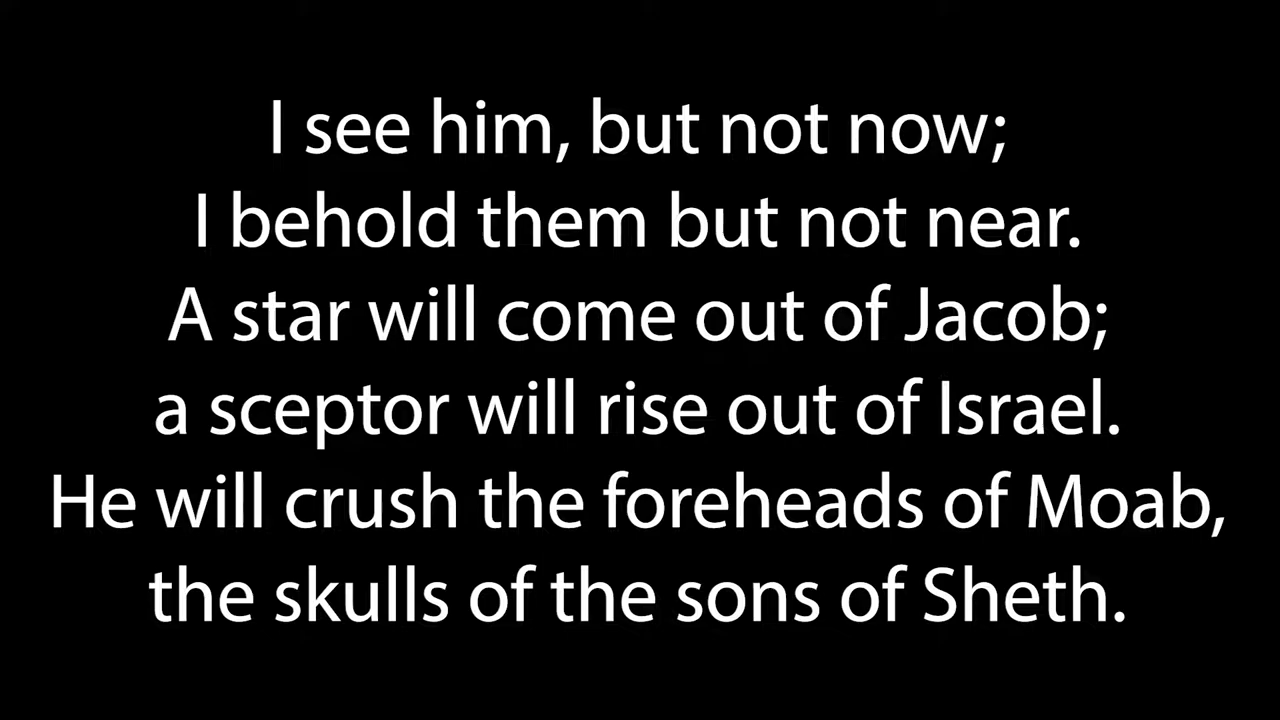 I see him, but not now;
I behold them but not near.
A star will come out of Jacob;
a sceptor will rise out of Israel.
He will crush the foreheads of Moab,
the skulls of the sons of Sheth.